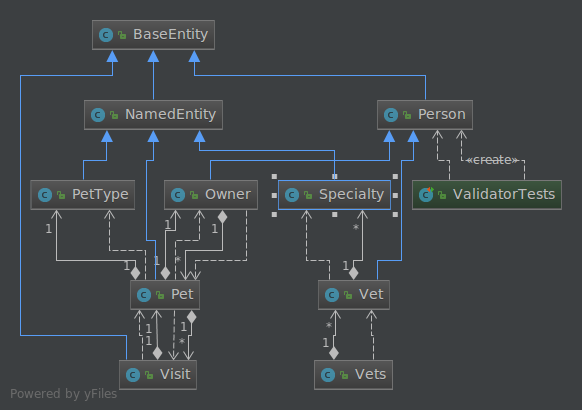 BaseEntity
NamedEntity
Person
«create»
PetType
Owner
Specialty
ValidatorTests
1
1
1
*
1
1
*
1
Pet
Vet
1
1
1
*
*
1
Visit
Vets
Powered by yFiles